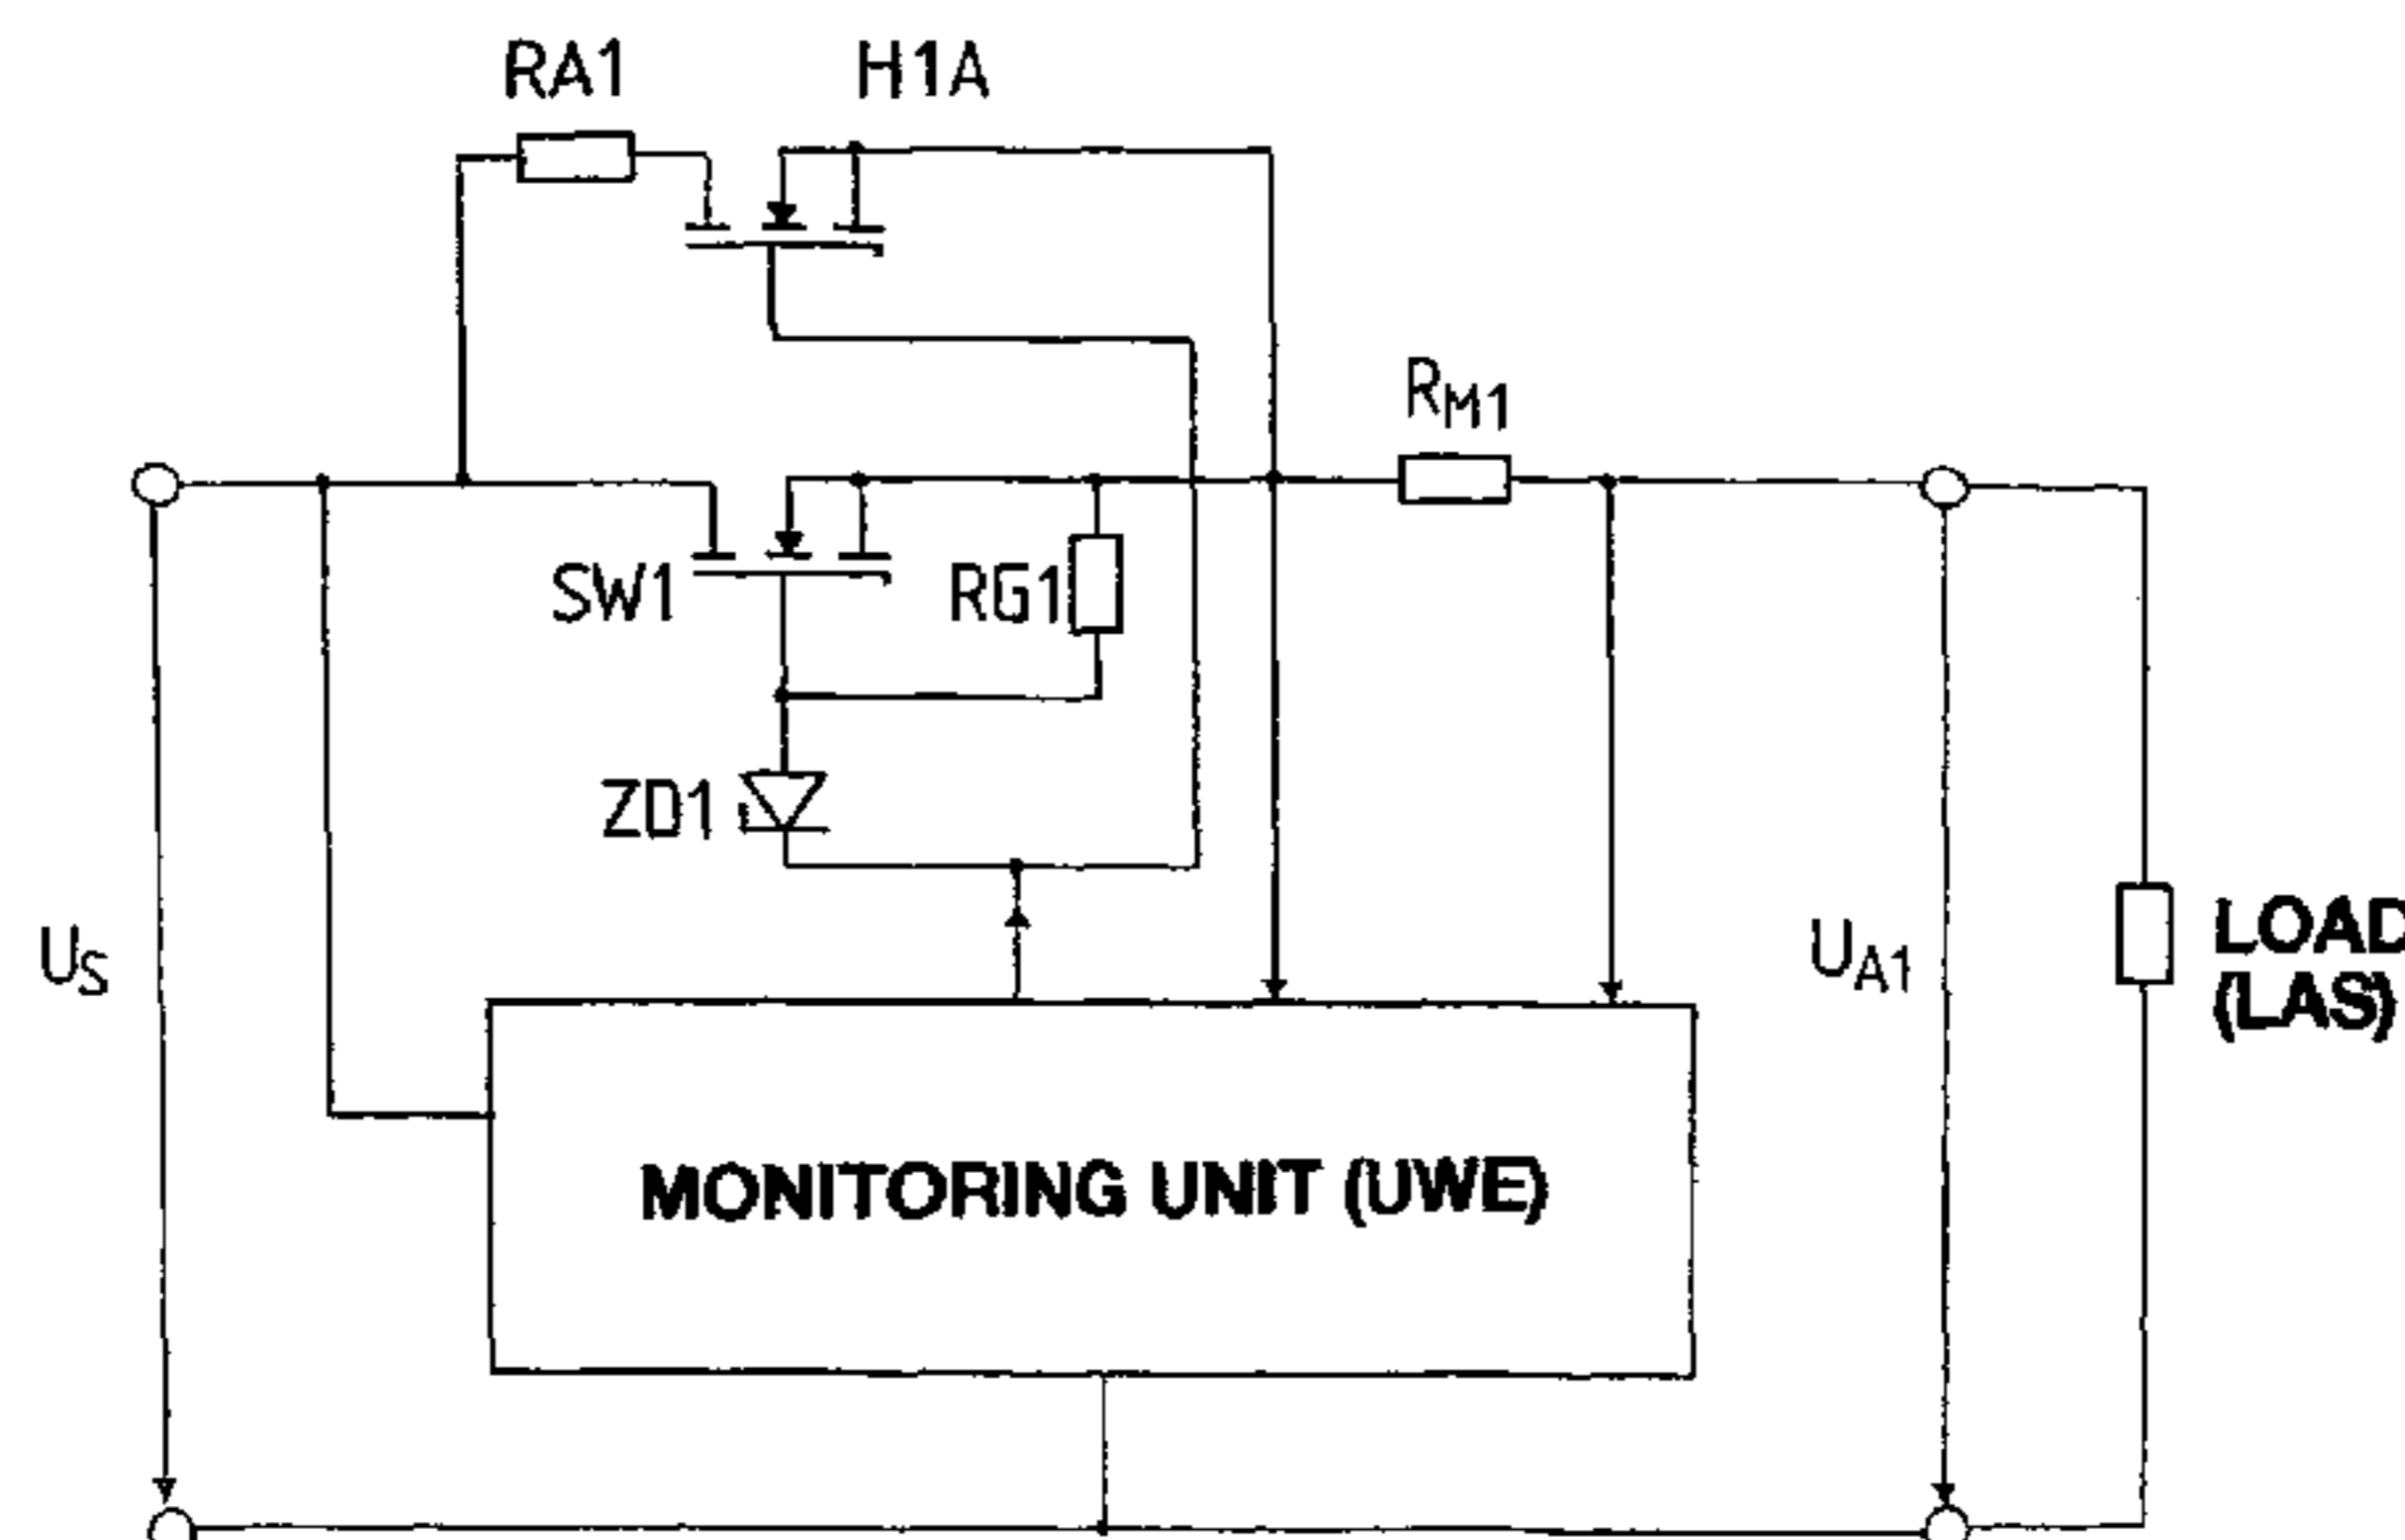 RA1
H1A
RM1
SW1
RG1
ZD1
US
UA1
LOAD
(LAS)
MONITORING UNIT (UWE)